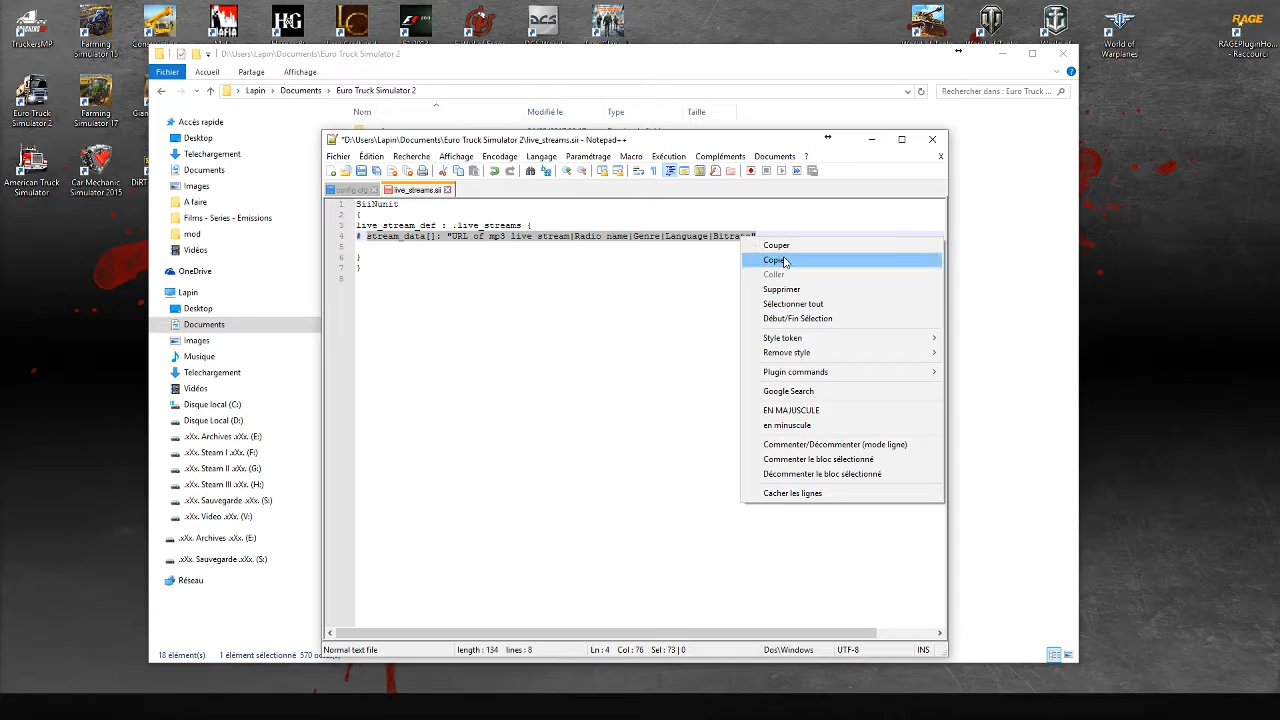 TruckersMP
Farming
Simulator 15
World of
Warplanes
RAGEPluginHo...
Raccourci
D:\Users\Lapin\Documents\Euro Truck Simulator 2
Fichier Accueil Partage Affichage
Lapin Documents Euro Truck Simulator 2
Rechercher dans : Euro Truck ...
Nom Modifié le Type Taille
Euro Truck
Simulator 2
Farming
Simulator 17
American Truck
Simulator
Car Mechanic
Simulator 2015
Accès rapide
Desktop
Telechargement
Documents
Images
A faire
Films - Series - Emissions
mod
Vidéos
OneDrive
Lapin
Desktop
Documents
Images
Musique
Telechargement
Vidéos
Disque local (C:)
Disque Local (D:)
.xXx. Archives .xXx. (E:)
.xXx. Steam I .xXx. (F:)
.xXx. Steam II .xXx. (G:)
.xXx. Steam III .xXx. (H:)
.xXx. Sauvegarde .xXx. (S:)
.xXx. Video .xXx. (V:)
.xXx. Archives .xXx. (E:)
.xXx. Sauvegarde .xXx. (S:)
Réseau
18 élément(s) 1 élément sélectionné 570
*D:\Users\Lapin\Documents\Euro Truck Simulator 2\live_streams.sii - Notepad++
Fichier Édition Recherche Affichage Encodage Langage Paramétrage Macro Exécution Compléments Documents ? X
config.cfg live_streams.sii
1 SiiNunit
2 {
3 live_stream_def : .live_streams {
4 # stream_data[]: "URL of mp3 live stream|Radio name|Genre|Language|Bitrate"
5
6 }
7 }
8
Couper
Copie
Coller
Supprimer
Sélectionner tout
Début/Fin Sélection
Style token
Remove style
Plugin commands
Google Search
EN MAJUSCULE
en minuscule
Commenter/Décommenter (mode ligne)
Commenter le bloc sélectionné
Décommenter le bloc sélectionné
Cacher les lignes
Normal text file length : 134 lines : 8 Ln : 4 Col : 76 Sel : 73 | 0 Dos\Windows UTF-8 INS